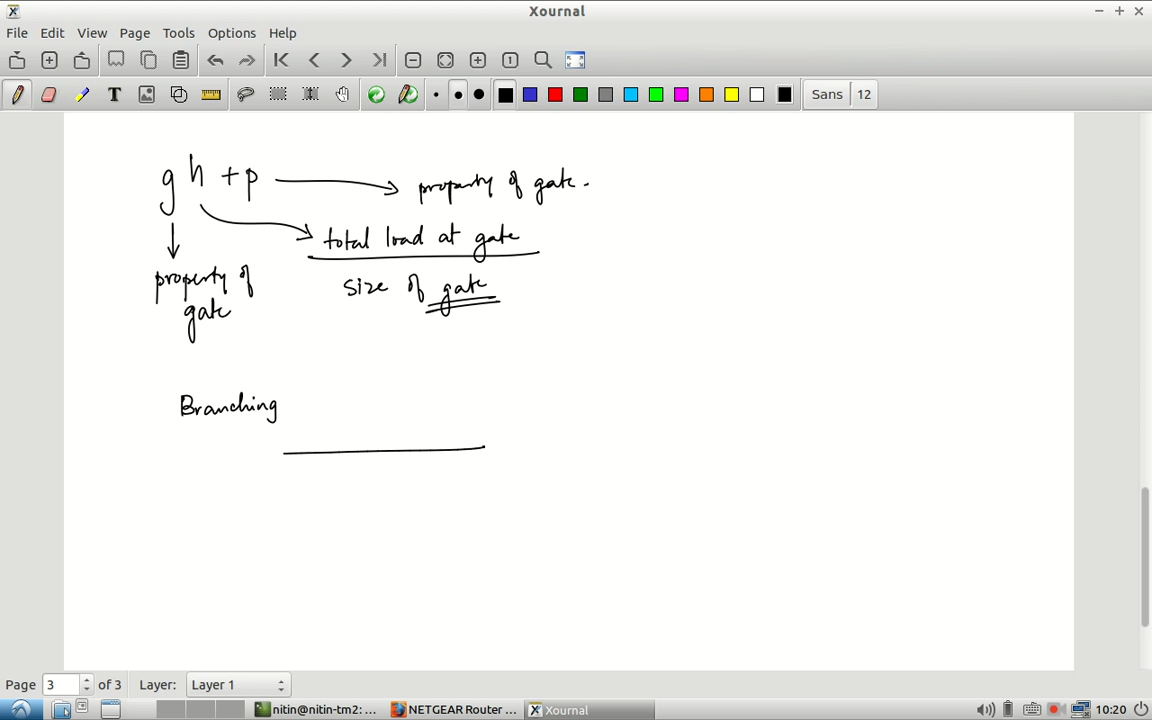 Xournal
File Edit View Page Tools Options Help
Sans 12
gh + p → property of gate.
total load at gate
size of gate
property of
gate
Branching
Page 3 of 3 Layer: Layer 1
nitin@nitin-tm2: ... NETGEAR Router ... Xournal 10:20